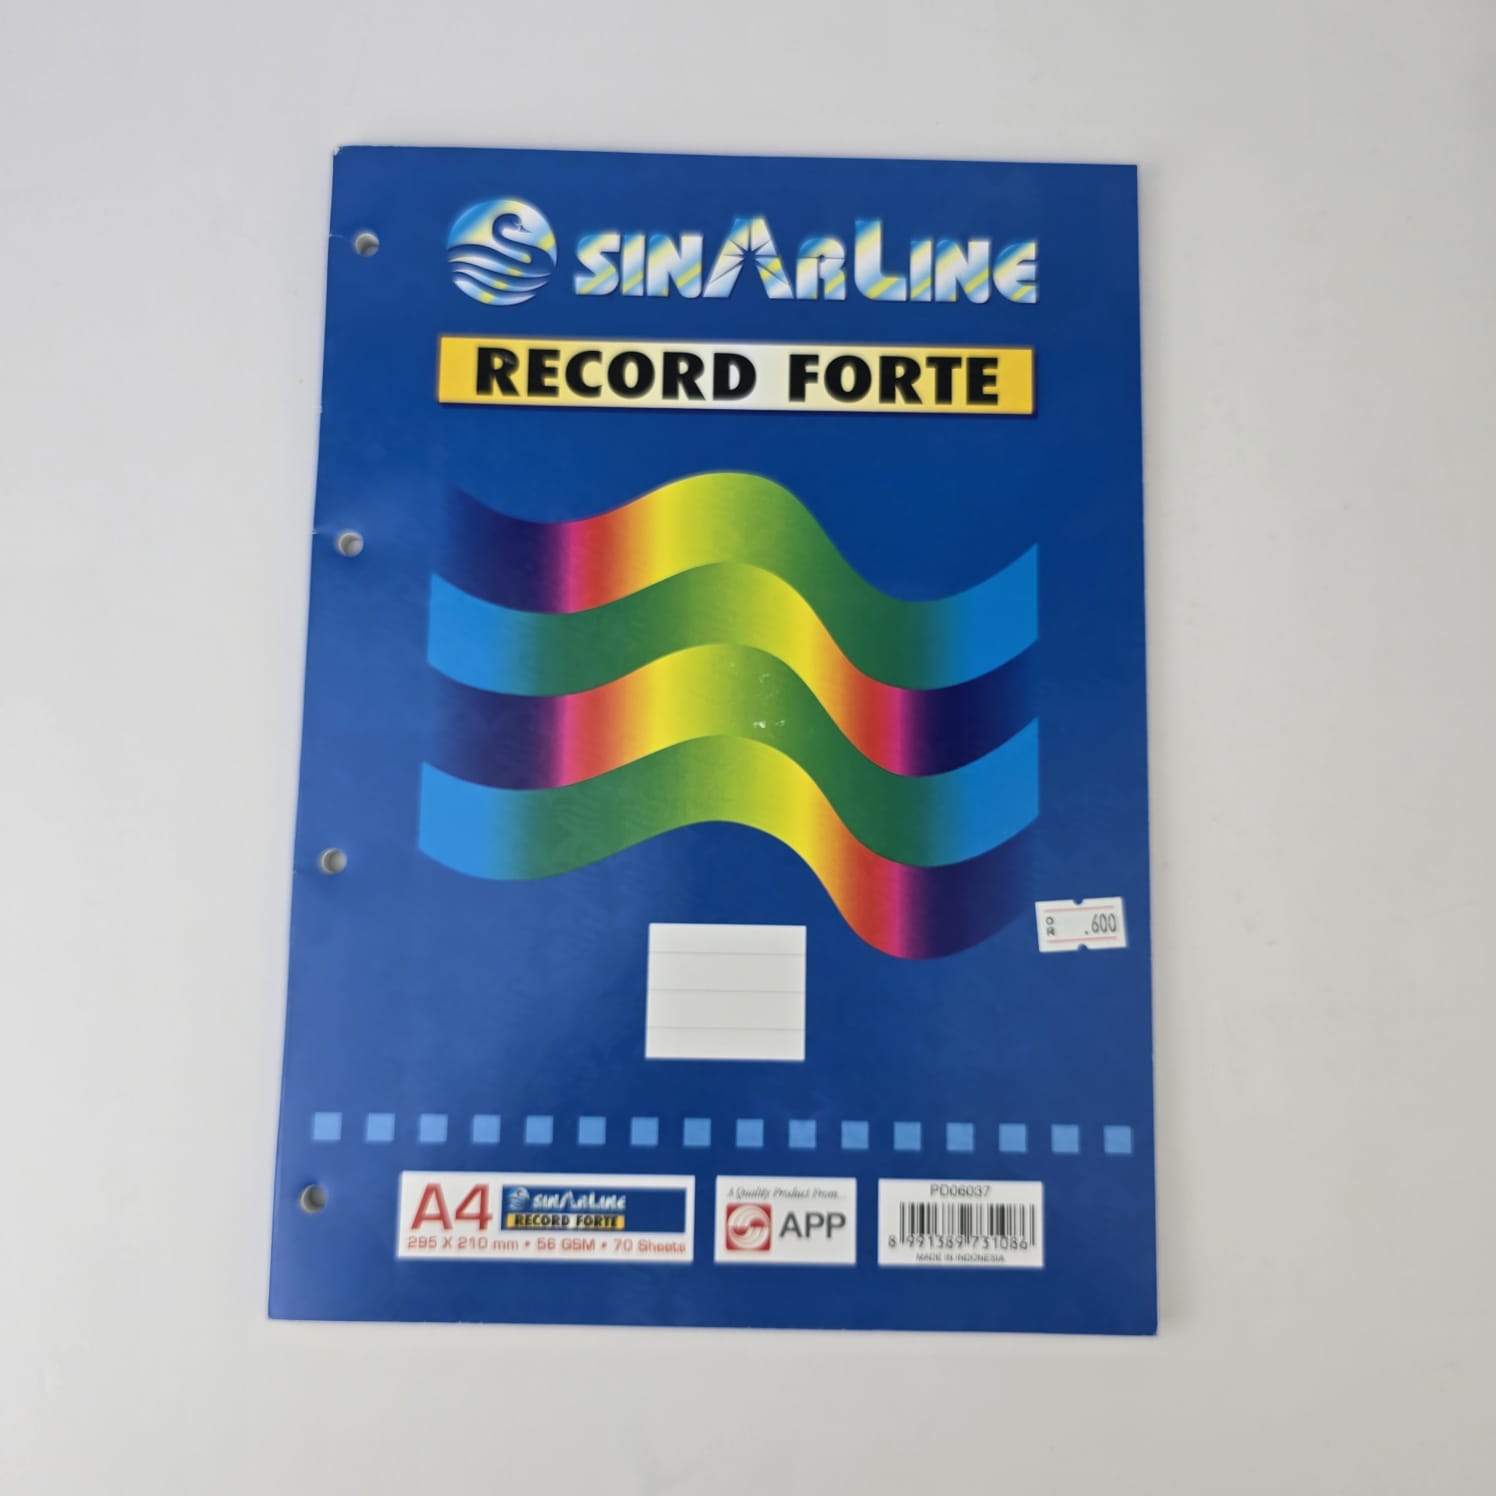 SINARLINE
RECORD FORTE
OR .600
A4
SINARLINE
RECORD FORTE
295 X 210 mm • 56 GSM • 70 Sheets
A Quality Product From...
APP
PD06037
8 991389 731086
MADE IN INDONESIA